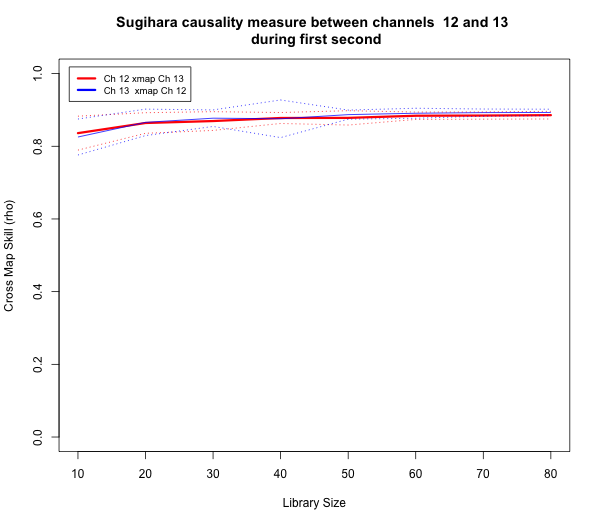 Sugihara causality measure between channels  12 and 13
during first second
Ch 12 xmap Ch 13
Ch 13  xmap Ch 12
Cross Map Skill (rho)
1.0
0.8
0.6
0.4
0.2
0.0
10 20 30 40 50 60 70 80
Library Size